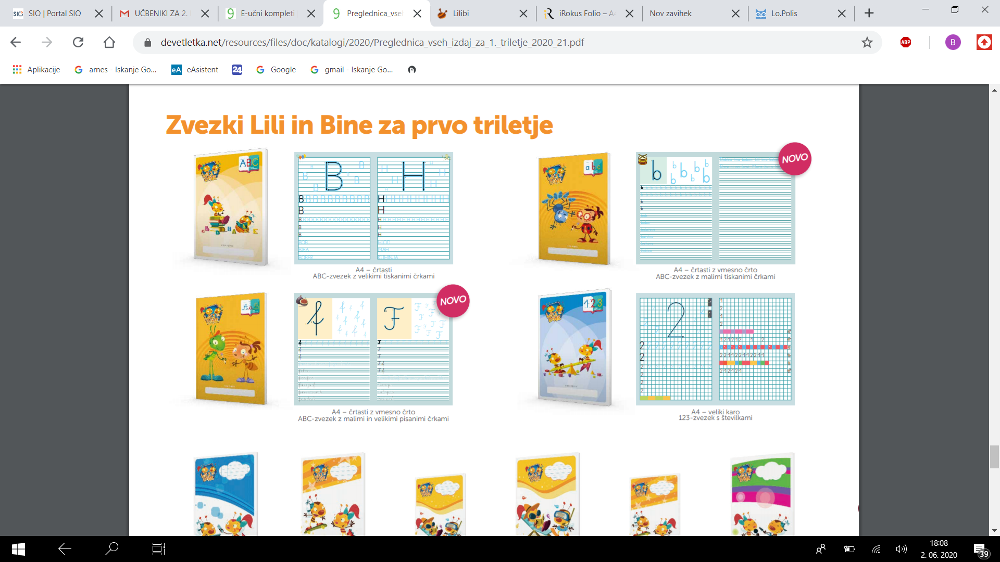 SIO | Portal SIO
UČBENIKI ZA 2.
E-učni kompleti
Preglednica_vse
Lilibi
iRokus Folio – A
Nov zavihek
Lo.Polis
devetletka.net/resources/files/doc/katalogi/2020/Preglednica_vseh_izdaj_za_1._triletje_2020_21.pdf
ABP
B
Aplikacije
arnes - Iskanje Go...
eA eAsistent
24
Google
gmail - Iskanje Go...
Zvezki Lili in Bine za prvo triletje
ABC
B
H
A4 – črtasti
ABC-zvezek z velikimi tiskanimi črkami
abc
b
NOVO
A4 – črtasti z vmesno črto
ABC-zvezek z malimi tiskanimi črkami
f
F
NOVO
A4 – črtasti z vmesno črto
ABC-zvezek z malimi in velikimi pisanimi črkami
123
2
A4 – veliki karo
123-zvezek s številkami
18:08
2. 06. 2020
39